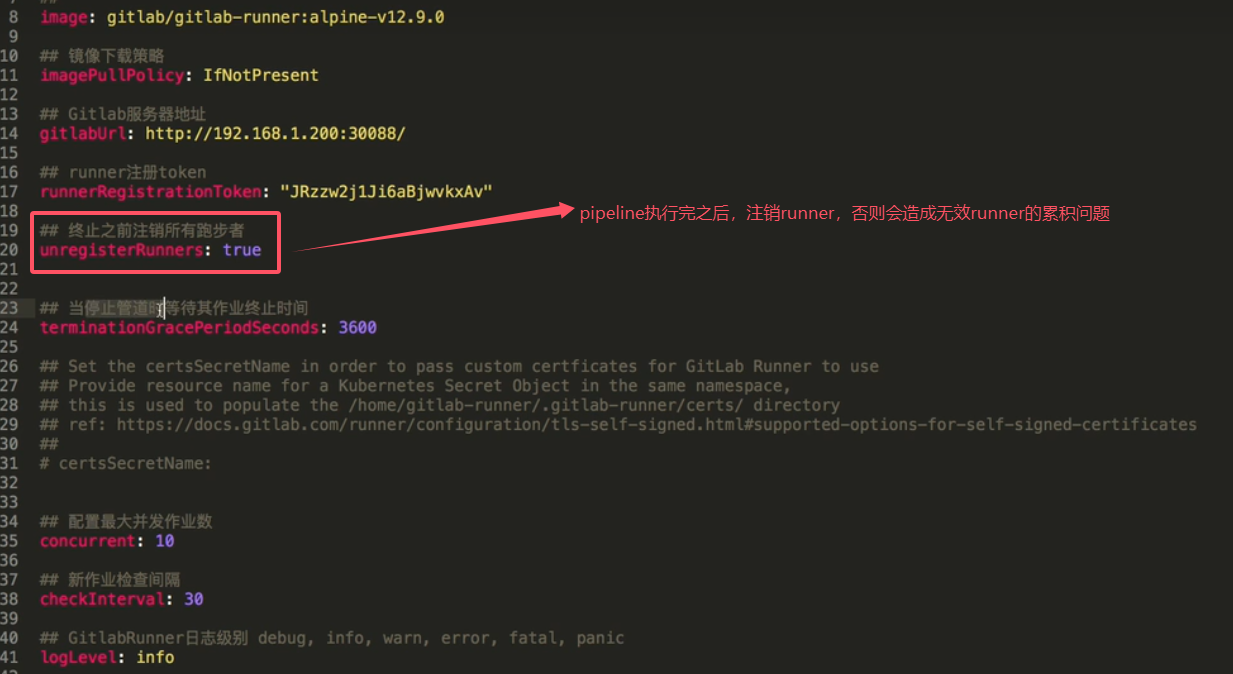 8 image: gitlab/gitlab-runner:alpine-v12.9.0
9
10 ## 镜像下载策略
11 imagePullPolicy: IfNotPresent
12
13 ## Gitlab服务器地址
14 gitlabUrl: http://192.168.1.200:30088/
15
16 ## runner注册token
17 runnerRegistrationToken: "JRzzw2j1Ji6aBjwvkxAv"
18
pipeline执行完之后，注销runner，否则会造成无效runner的累积问题
19 ## 终止之前注销所有跑步者
20 unregisterRunners: true
21
22
23 ## 当停止管道时等待其作业终止时间
24 terminationGracePeriodSeconds: 3600
25
26 ## Set the certsSecretName in order to pass custom certficates for GitLab Runner to use
27 ## Provide resource name for a Kubernetes Secret Object in the same namespace,
28 ## this is used to populate the /home/gitlab-runner/.gitlab-runner/certs/ directory
29 ## ref: https://docs.gitlab.com/runner/configuration/tls-self-signed.html#supported-options-for-self-signed-certificates
30 ##
31 # certsSecretName:
32
33
34 ## 配置最大并发作业数
35 concurrent: 10
36
37 ## 新作业检查间隔
38 checkInterval: 30
39
40 ## GitlabRunner日志级别 debug, info, warn, error, fatal, panic
41 logLevel: info